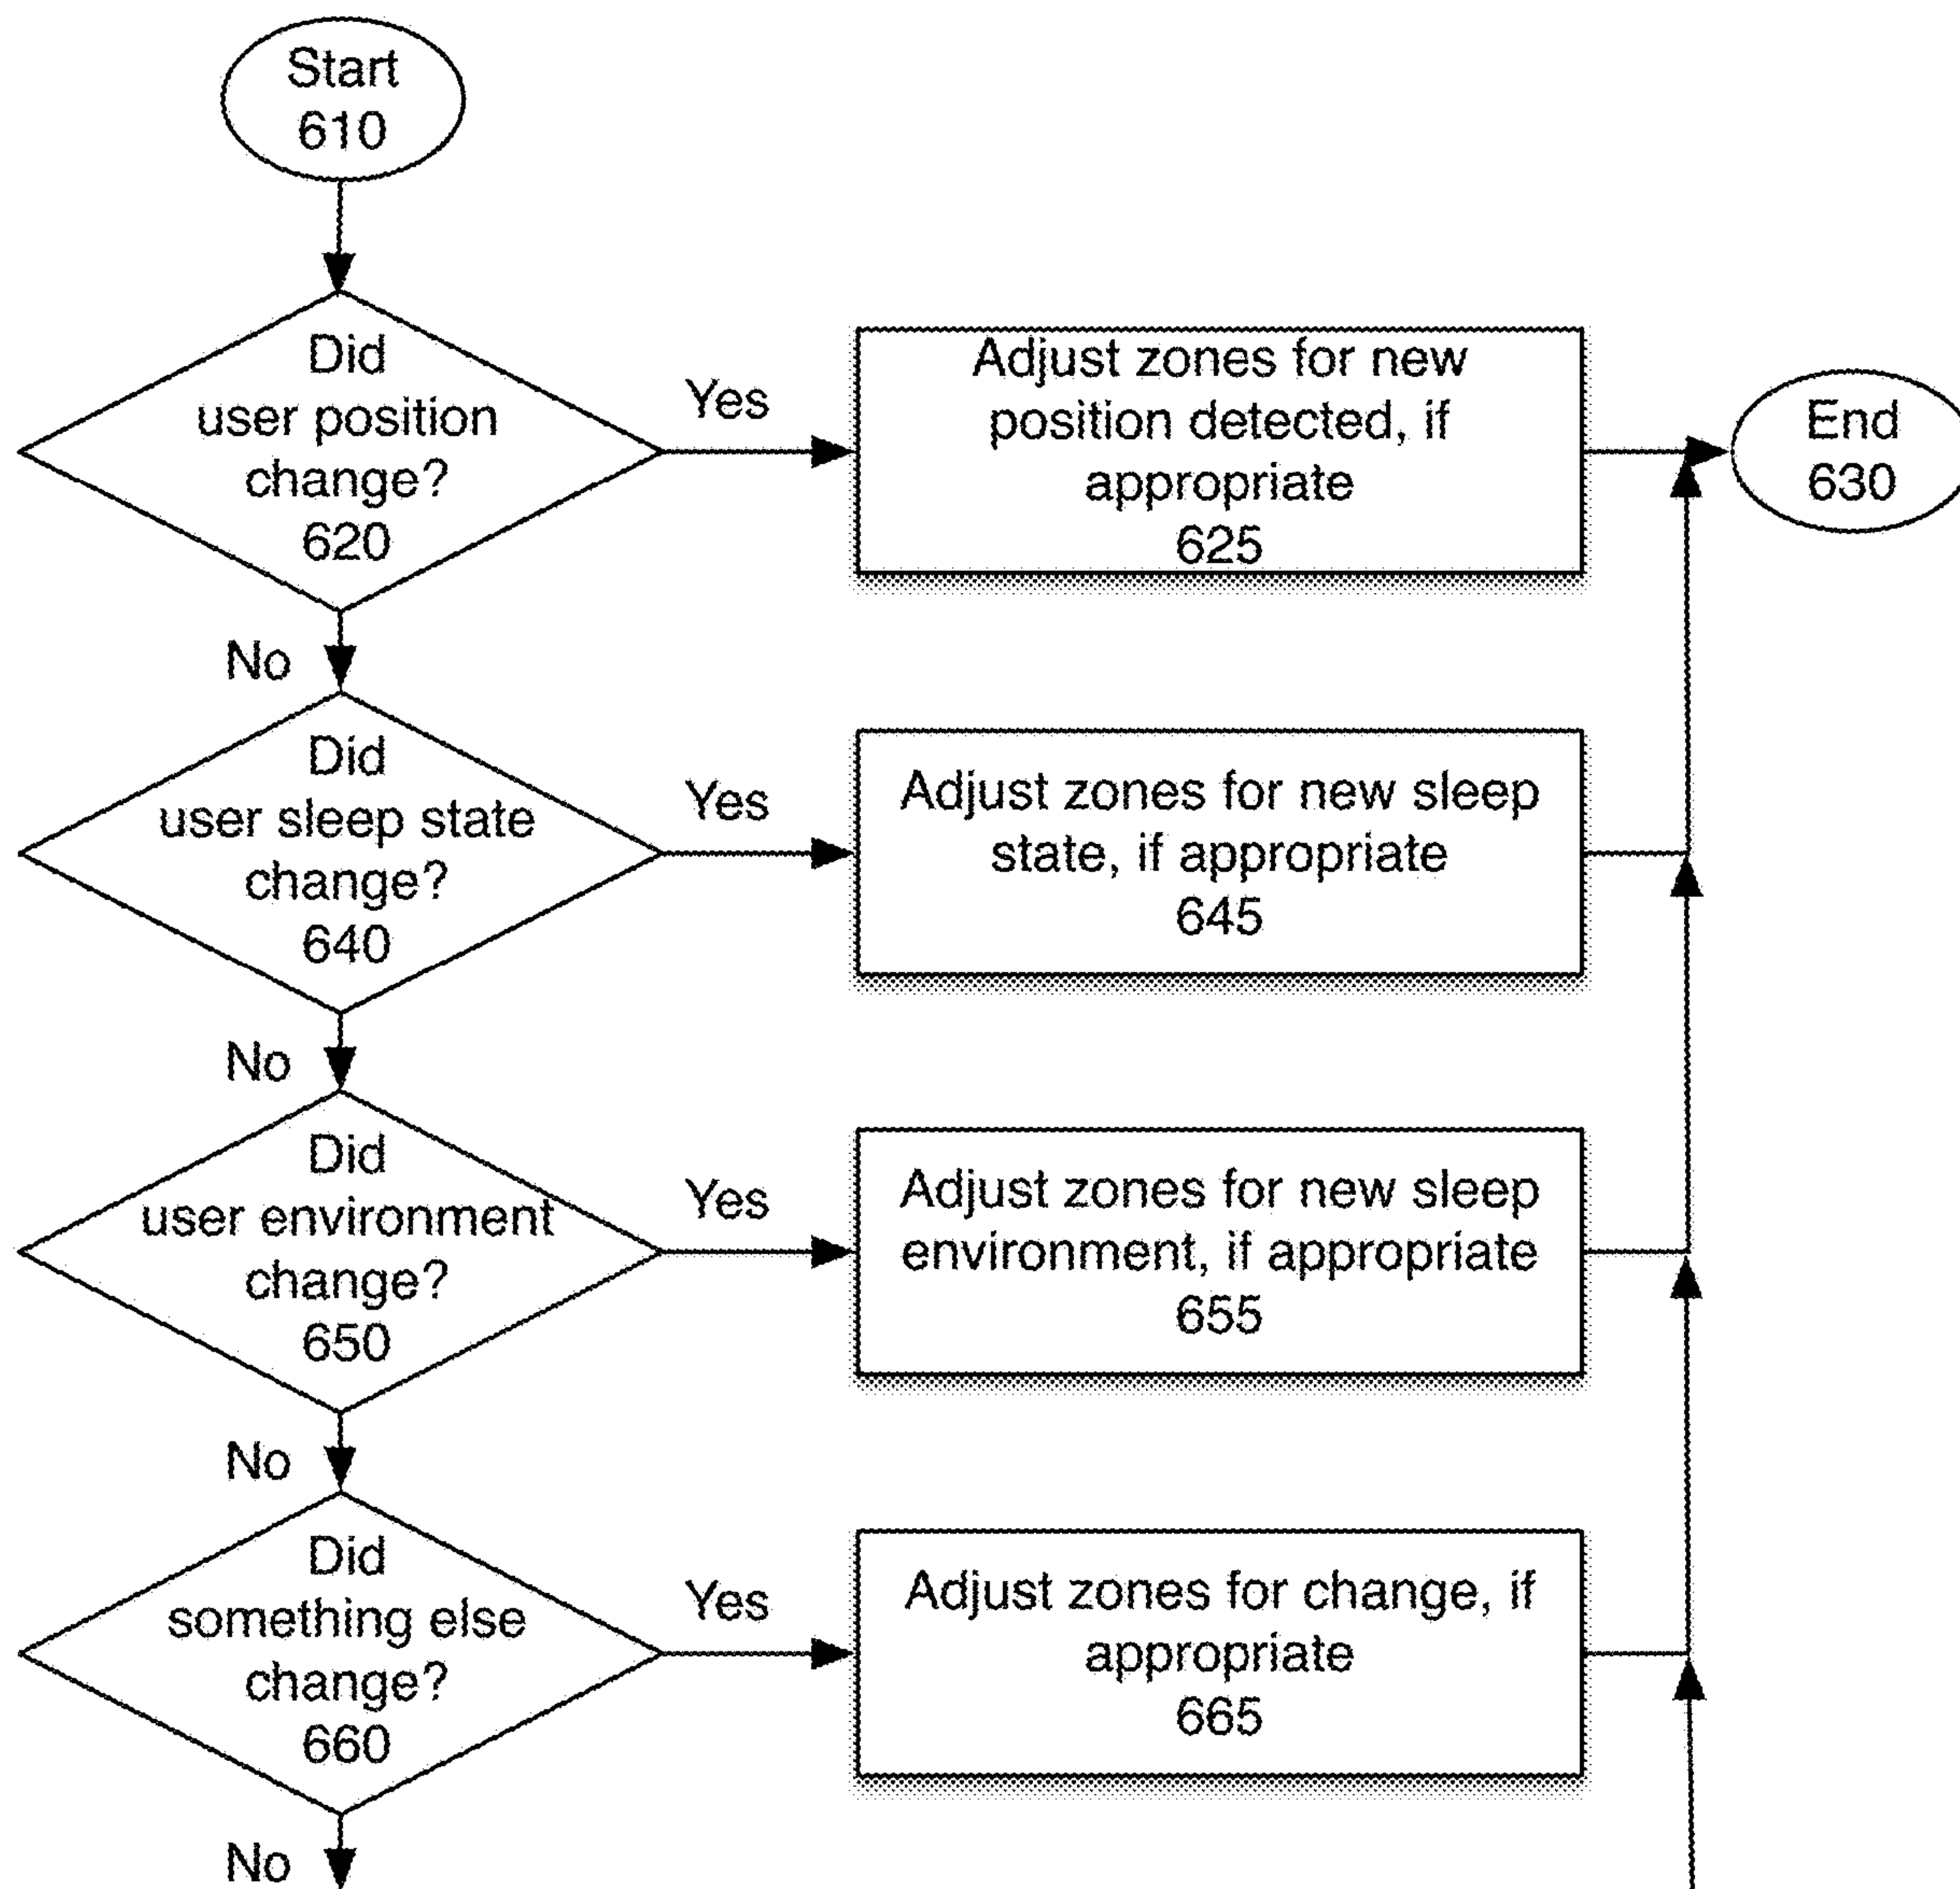 Start
610
Did
user position
change?
620
Yes
Adjust zones for new
position detected, if
appropriate
625
End
630
No
Did
user sleep state
change?
640
Yes
Adjust zones for new sleep
state, if appropriate
645
No
Did
user environment
change?
650
Yes
Adjust zones for new sleep
environment, if appropriate
655
No
Did
something else
change?
660
Yes
Adjust zones for change, if
appropriate
665
No